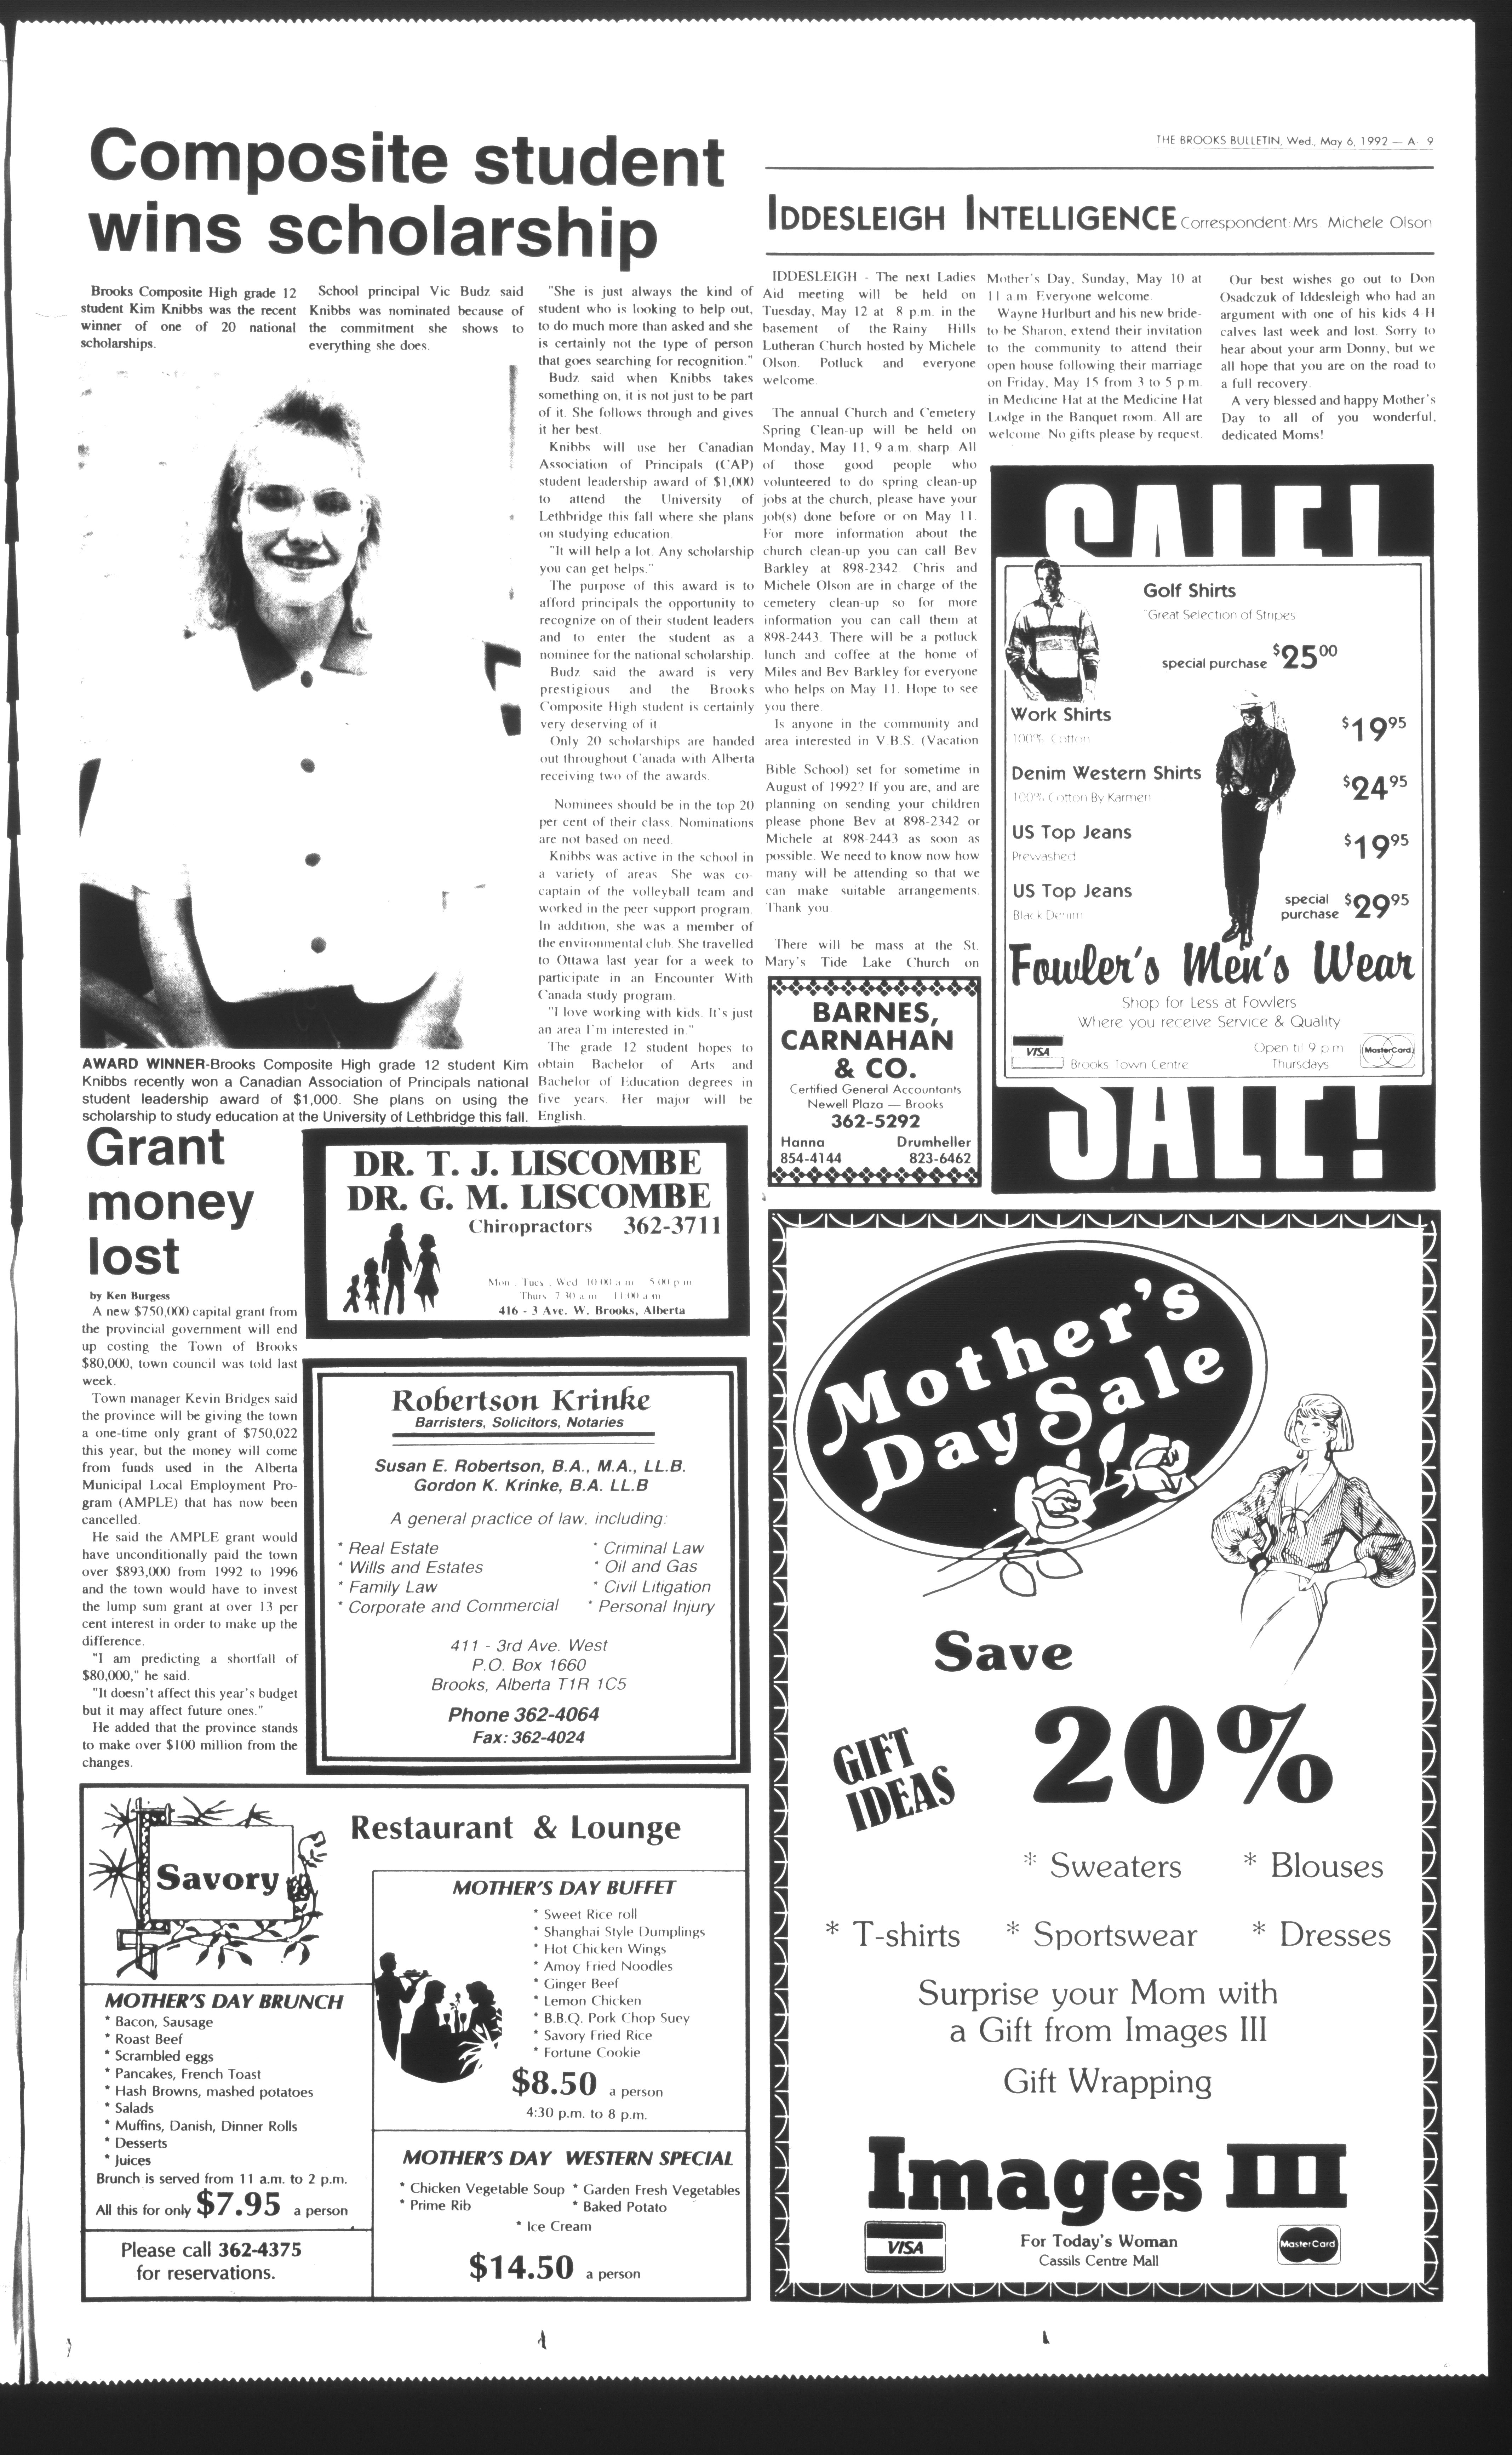 THE BROOKS BULLETIN, Wed., May 6, 1992 — A- 9
Composite student
wins scholarship
Brooks Composite High grade 12
student Kim Knibbs was the recent
winner of one of 20 national
scholarships.
School principal Vic Budz said
Knibbs was nominated because of
the commitment she shows to
everything she does.
"She is just always the kind of
student who is looking to help out,
to do much more than asked and she
is certainly not the type of person
that goes searching for recognition."
Budz said when Knibbs takes
something on, it is not just to be part
of it. She follows through and gives
it her best.
Knibbs will use her Canadian
Association of Principals (CAP)
student leadership award of $1,000
to attend the University of
Lethbridge this fall where she plans
on studying education.
"It will help a lot. Any scholarship
you can get helps."
The purpose of this award is to
afford principals the opportunity to
recognize on of their student leaders
and to enter the student as a
nominee for the national scholarship.
Budz said the award is very
prestigious and the Brooks
Composite High student is certainly
very deserving of it.
Only 20 scholarships are handed
out throughout Canada with Alberta
receiving two of the awards.
Nominees should be in the top 20
per cent of their class. Nominations
are not based on need.
Knibbs was active in the school in
a variety of areas. She was co-
captain of the volleyball team and
worked in the peer support program.
In addition, she was a member of
the environmental club. She travelled
to Ottawa last year for a week to
participate in an Encounter With
Canada study program.
"I love working with kids. It's just
an area I'm interested in."
The grade 12 student hopes to
obtain Bachelor of Arts and
Bachelor of Education degrees in
five years. Her major will be
English.
AWARD WINNER-Brooks Composite High grade 12 student Kim
Knibbs recently won a Canadian Association of Principals national
student leadership award of $1,000. She plans on using the
scholarship to study education at the University of Lethbridge this fall.
IDDESLEIGH INTELLIGENCE Correspondent: Mrs. Michele Olson
IDDESLEIGH - The next Ladies
Aid meeting will be held on
Tuesday, May 12 at 8 p.m. in the
basement of the Rainy Hills
Lutheran Church hosted by Michele
Olson. Potluck and everyone
welcome.
The annual Church and Cemetery
Spring Clean-up will be held on
Monday, May 11, 9 a.m. sharp. All
of those good people who
volunteered to do spring clean-up
jobs at the church, please have your
job(s) done before or on May 11.
For more information about the
church clean-up you can call Bev
Barkley at 898-2342. Chris and
Michele Olson are in charge of the
cemetery clean-up so for more
information you can call them at
898-2443. There will be a potluck
lunch and coffee at the home of
Miles and Bev Barkley for everyone
who helps on May 11. Hope to see
you there.
Is anyone in the community and
area interested in V.B.S. (Vacation
Bible School) set for sometime in
August of 1992? If you are, and are
planning on sending your children
please phone Bev at 898-2342 or
Michele at 898-2443 as soon as
possible. We need to know now how
many will be attending so that we
can make suitable arrangements.
Thank you.
There will be mass at the St.
Mary's Tide Lake Church on
Mother's Day, Sunday, May 10 at
11 a.m. Everyone welcome.
Wayne Hurlburt and his new bride-
to-be Sharon, extend their invitation
to the community to attend their
open house following their marriage
on Friday, May 15 from 3 to 5 p.m.
in Medicine Hat at the Medicine Hat
Lodge in the Banquet room. All are
welcome. No gifts please by request.
Our best wishes go out to Don
Osadczuk of Iddesleigh who had an
argument with one of his kids 4-H
calves last week and lost. Sorry to
hear about your arm Donny, but we
all hope that you are on the road to
a full recovery.
A very blessed and happy Mother's
Day to all of you wonderful,
dedicated Moms!
SALE!
Golf Shirts
Great Selection of Stripes
special purchase $25 00
Work Shirts
100% Cotton
$19 95
Denim Western Shirts
100% Cotton By Karmen
$24 95
US Top Jeans
Prewashed
$19 95
US Top Jeans
Black Denim
special purchase $29 95
Fowler's Men's Wear
Shop for Less at Fowlers
Where you receive Service & Quality
VISA
Brooks Town Centre
Open til 9 p.m.
Thursdays
MasterCard
SALE!
BARNES,
CARNAHAN
& CO.
Certified General Accountants
Newell Plaza — Brooks
362-5292
Hanna Drumheller
854-4144 823-6462
Grant
money
lost
by Ken Burgess
A new $750,000 capital grant from
the provincial government will end
up costing the Town of Brooks
$80,000, town council was told last
week.
Town manager Kevin Bridges said
the province will be giving the town
a one-time only grant of $750,022
this year, but the money will come
from funds used in the Alberta
Municipal Local Employment Pro-
gram (AMPLE) that has now been
cancelled.
He said the AMPLE grant would
have unconditionally paid the town
over $893,000 from 1992 to 1996
and the town would have to invest
the lump sum grant at over 13 per
cent interest in order to make up the
difference.
"I am predicting a shortfall of
$80,000," he said.
"It doesn't affect this year's budget
but it may affect future ones."
He added that the province stands
to make over $100 million from the
changes.
DR. T. J. LISCOMBE
DR. G. M. LISCOMBE
Chiropractors 362-3711
Mon., Tues., Wed. 10:00 a.m. 5:00 p.m.
Thurs. 7:30 a.m. 11:00 a.m.
416 - 3 Ave. W. Brooks, Alberta
Robertson Krinke
Barristers, Solicitors, Notaries
Susan E. Robertson, B.A., M.A., LL.B.
Gordon K. Krinke, B.A. LL.B
A general practice of law, including:
* Real Estate * Criminal Law
* Wills and Estates * Oil and Gas
* Family Law * Civil Litigation
* Corporate and Commercial * Personal Injury
411 - 3rd Ave. West
P.O. Box 1660
Brooks, Alberta T1R 1C5
Phone 362-4064
Fax: 362-4024
Savory
Restaurant & Lounge
MOTHER'S DAY BRUNCH
* Bacon, Sausage
* Roast Beef
* Scrambled eggs
* Pancakes, French Toast
* Hash Browns, mashed potatoes
* Salads
* Muffins, Danish, Dinner Rolls
* Desserts
* Juices
Brunch is served from 11 a.m. to 2 p.m.
All this for only $7.95 a person
Please call 362-4375
for reservations.
MOTHER'S DAY BUFFET
* Sweet Rice roll
* Shanghai Style Dumplings
* Hot Chicken Wings
* Amoy Fried Noodles
* Ginger Beef
* Lemon Chicken
* B.B.Q. Pork Chop Suey
* Savory Fried Rice
* Fortune Cookie
$8.50 a person
4:30 p.m. to 8 p.m.
MOTHER'S DAY WESTERN SPECIAL
* Chicken Vegetable Soup * Garden Fresh Vegetables
* Prime Rib * Baked Potato
* Ice Cream
$14.50 a person
Mother's
Day Sale
Save
20%
GIFT
IDEAS
* Sweaters * Blouses
* T-shirts * Sportswear * Dresses
Surprise your Mom with
a Gift from Images III
Gift Wrapping
Images III
VISA
For Today's Woman
Cassils Centre Mall
MasterCard